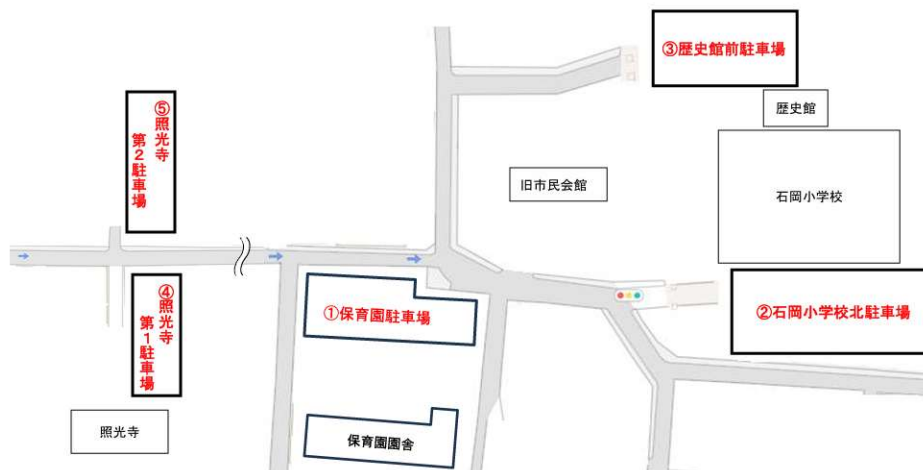 ③歴史館前駐車場
歴史館
⑤照光寺
第2駐車場
旧市民会館
石岡小学校
④照光寺
第1駐車場
①保育園駐車場
②石岡小学校北駐車場
照光寺
保育園園舎